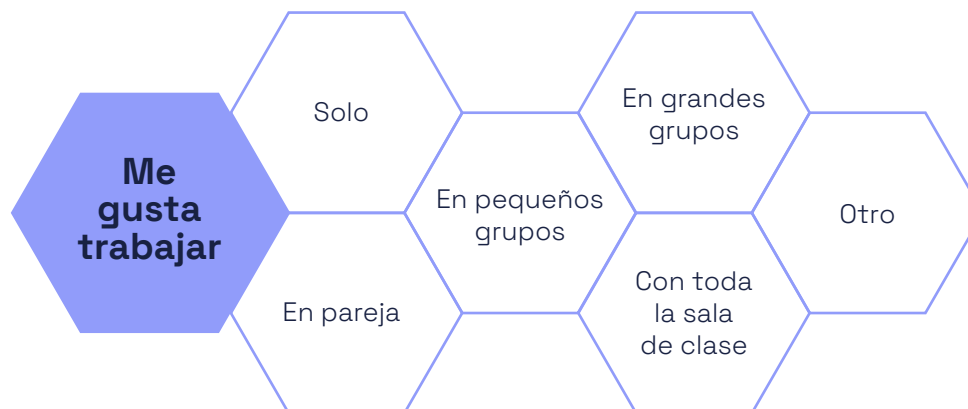 Me
gusta
trabajar
Solo
En pareja
En pequeños
grupos
En grandes
grupos
Con toda
la sala
de clase
Otro